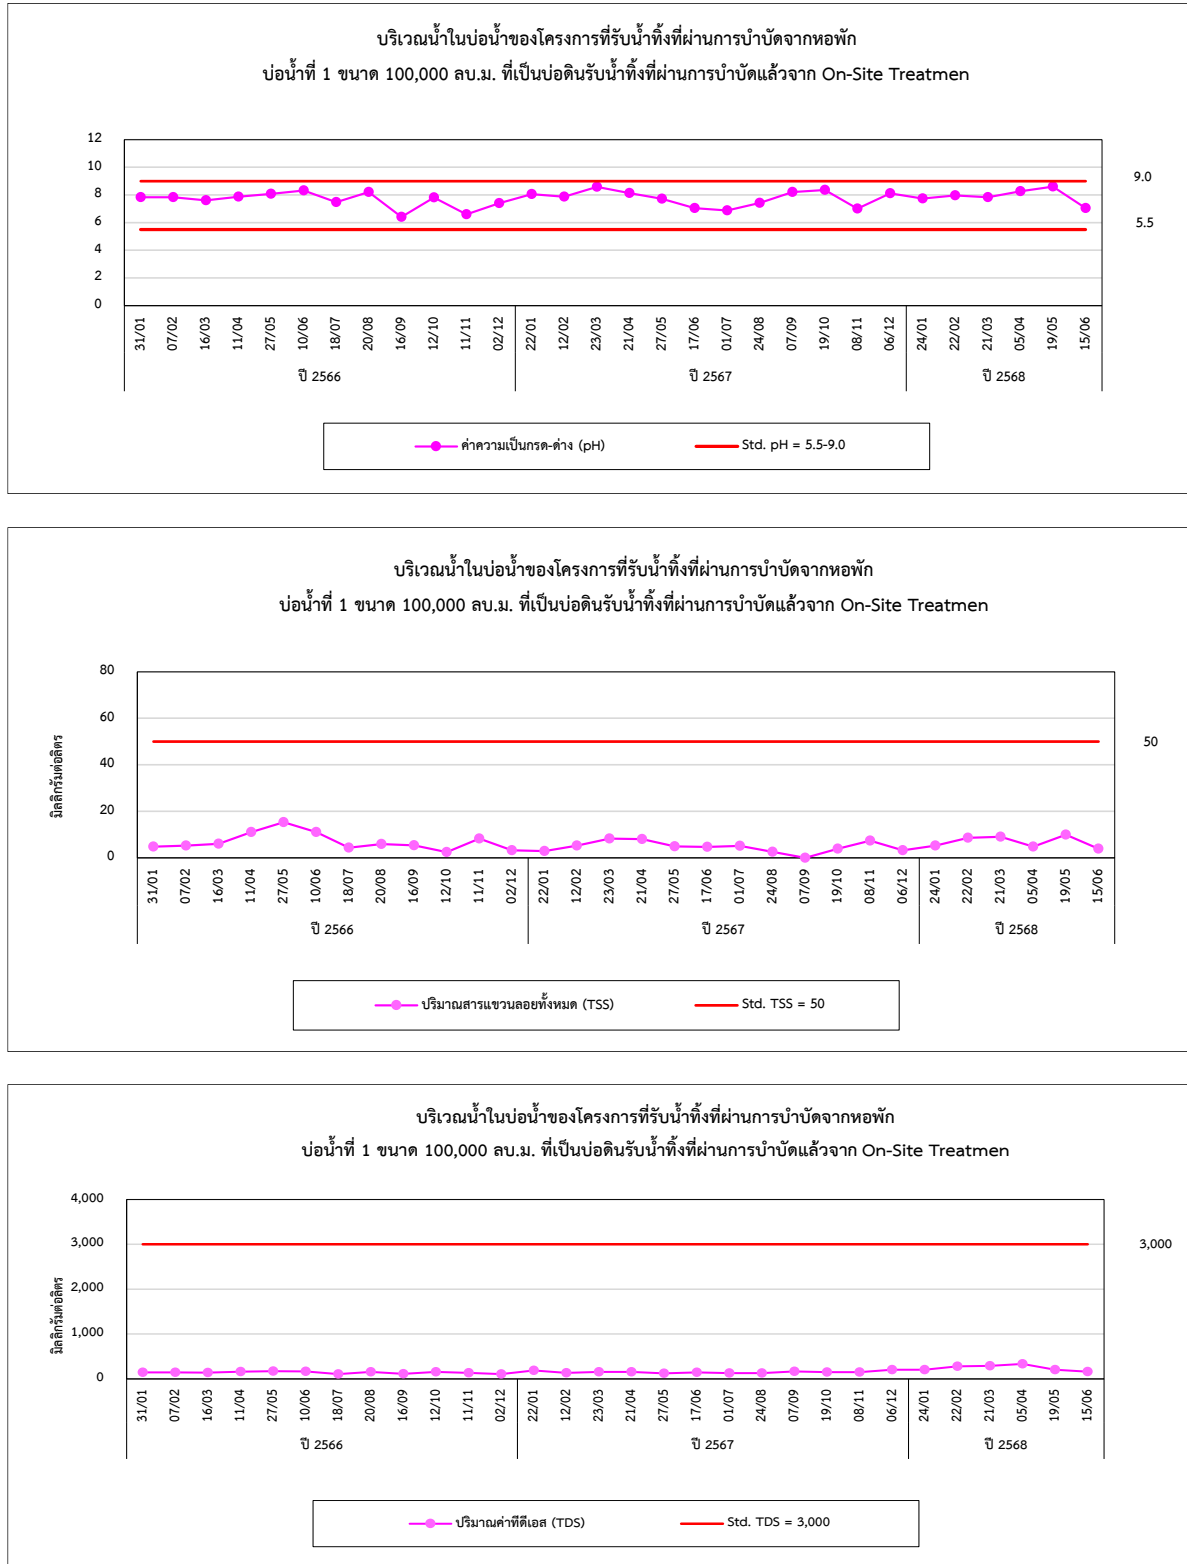 บริเวณน้ำในบ่อน้ำของโครงการที่รับน้ำทิ้งที่ผ่านการบำบัดจากหอพัก
บ่อน้ำที่ 1 ขนาด 100,000 ลบ.ม. ที่เป็นบ่อดินรับน้ำทิ้งที่ผ่านการบำบัดแล้วจาก On-Site Treatmen
12
10
8
6
4
2
0
9.0
5.5
31/01 07/02 16/03 11/04 27/05 10/06 18/07 20/08 16/09 12/10 11/11 02/12 22/01 12/02 23/03 21/04 27/05 17/06 01/07 24/08 07/09 19/10 08/11 06/12 24/01 22/02 21/03 05/04 19/05 15/06
ปี 2566 ปี 2567 ปี 2568
ค่าความเป็นกรด-ด่าง (pH) Std. pH = 5.5-9.0
บริเวณน้ำในบ่อน้ำของโครงการที่รับน้ำทิ้งที่ผ่านการบำบัดจากหอพัก
บ่อน้ำที่ 1 ขนาด 100,000 ลบ.ม. ที่เป็นบ่อดินรับน้ำทิ้งที่ผ่านการบำบัดแล้วจาก On-Site Treatmen
มิลลิกรัมต่อลิตร
80
60
40
20
0
50
31/01 07/02 16/03 11/04 27/05 10/06 18/07 20/08 16/09 12/10 11/11 02/12 22/01 12/02 23/03 21/04 27/05 17/06 01/07 24/08 07/09 19/10 08/11 06/12 24/01 22/02 21/03 05/04 19/05 15/06
ปี 2566 ปี 2567 ปี 2568
ปริมาณสารแขวนลอยทั้งหมด (TSS) Std. TSS = 50
บริเวณน้ำในบ่อน้ำของโครงการที่รับน้ำทิ้งที่ผ่านการบำบัดจากหอพัก
บ่อน้ำที่ 1 ขนาด 100,000 ลบ.ม. ที่เป็นบ่อดินรับน้ำทิ้งที่ผ่านการบำบัดแล้วจาก On-Site Treatmen
มิลลิกรัมต่อลิตร
4,000
3,000
2,000
1,000
0
3,000
31/01 07/02 16/03 11/04 27/05 10/06 18/07 20/08 16/09 12/10 11/11 02/12 22/01 12/02 23/03 21/04 27/05 17/06 01/07 24/08 07/09 19/10 08/11 06/12 24/01 22/02 21/03 05/04 19/05 15/06
ปี 2566 ปี 2567 ปี 2568
ปริมาณค่าทีดีเอส (TDS) Std. TDS = 3,000